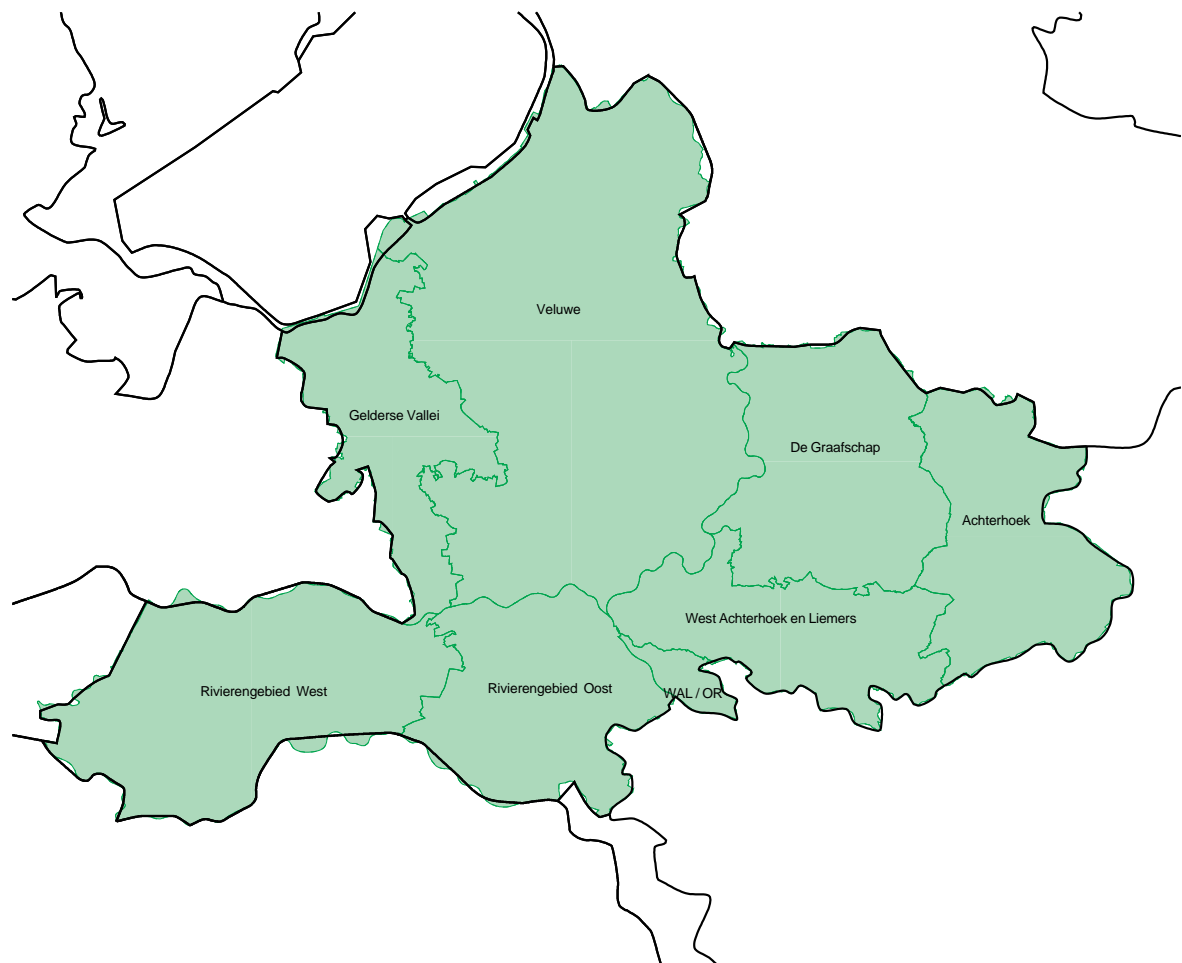 Veluwe
Gelderse Vallei
De Graafschap
Achterhoek
West Achterhoek en Liemers
Rivierengebied West
Rivierengebied Oost
WAL / OR